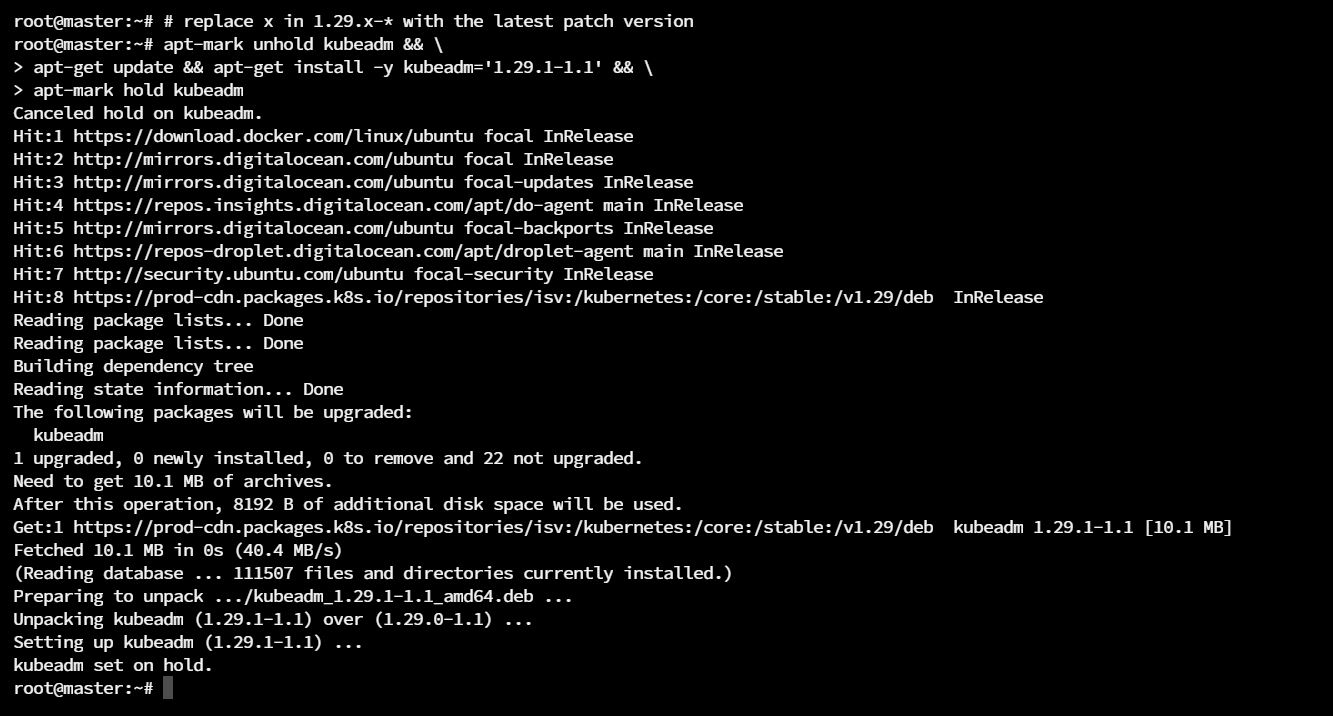 root@master:~# # replace x in 1.29.x-* with the latest patch version
root@master:~# apt-mark unhold kubeadm && \
> apt-get update && apt-get install -y kubeadm='1.29.1-1.1' && \
> apt-mark hold kubeadm
Canceled hold on kubeadm.
Hit:1 https://download.docker.com/linux/ubuntu focal InRelease
Hit:2 http://mirrors.digitalocean.com/ubuntu focal InRelease
Hit:3 http://mirrors.digitalocean.com/ubuntu focal-updates InRelease
Hit:4 https://repos.insights.digitalocean.com/apt/do-agent main InRelease
Hit:5 http://mirrors.digitalocean.com/ubuntu focal-backports InRelease
Hit:6 https://repos-droplet.digitalocean.com/apt/droplet-agent main InRelease
Hit:7 http://security.ubuntu.com/ubuntu focal-security InRelease
Hit:8 https://prod-cdn.packages.k8s.io/repositories/isv:/kubernetes:/core:/stable:/v1.29/deb  InRelease
Reading package lists... Done
Reading package lists... Done
Building dependency tree
Reading state information... Done
The following packages will be upgraded:
  kubeadm
1 upgraded, 0 newly installed, 0 to remove and 22 not upgraded.
Need to get 10.1 MB of archives.
After this operation, 8192 B of additional disk space will be used.
Get:1 https://prod-cdn.packages.k8s.io/repositories/isv:/kubernetes:/core:/stable:/v1.29/deb  kubeadm 1.29.1-1.1 [10.1 MB]
Fetched 10.1 MB in 0s (40.4 MB/s)
(Reading database ... 111507 files and directories currently installed.)
Preparing to unpack .../kubeadm_1.29.1-1.1_amd64.deb ...
Unpacking kubeadm (1.29.1-1.1) over (1.29.0-1.1) ...
Setting up kubeadm (1.29.1-1.1) ...
kubeadm set on hold.
root@master:~#